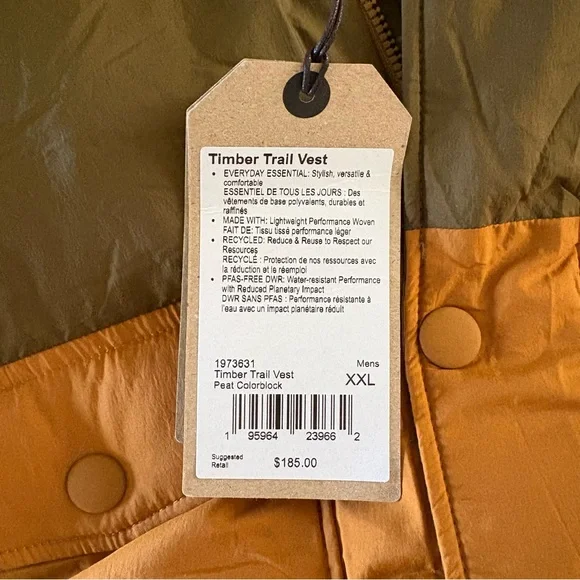 Timber Trail Vest
• EVERYDAY ESSENTIAL: Stylish, versatile &
comfortable
ESSENTIEL DE TOUS LES JOURS : Des
vêtements de base polyvalents, durables et
raffinés
• MADE WITH: Lightweight Performance Woven
FAIT DE: Tissu tissé performance léger
• RECYCLED: Reduce & Reuse to Respect our
Resources
RECYCLÉ : Protection de nos ressources avec
la réduction et le réemploi
• PFAS-FREE DWR: Water-resistant Performance
with Reduced Planetary Impact
DWR SANS PFAS : Performance résistante à
l'eau avec un impact planétaire réduit
1973631 Mens
Timber Trail Vest XXL
Peat Colorblock
1 95964 23966 2
Suggested
Retail $185.00